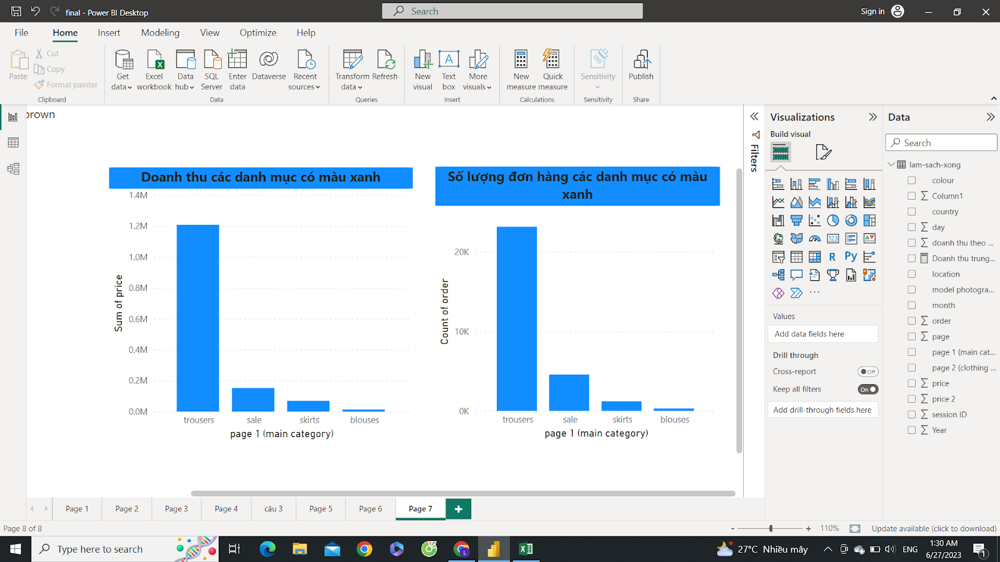 final - Power BI Desktop
Search
Sign in
File Home Insert Modeling View Optimize Help
Paste
Cut
Copy
Format painter
Clipboard
Get data
Excel workbook
Data hub
SQL Server
Enter data
Dataverse
Recent sources
Data
Transform data
Refresh
Queries
New visual
Text box
More visuals
Insert
New measure
Quick measure
Calculations
Sensitivity
Sensitivity
Publish
Share
brown
Doanh thu các danh mục có màu xanh
1.4M
1.2M
1.0M
0.8M
0.6M
0.4M
0.2M
0.0M
Sum of price
trousers sale skirts blouses
page 1 (main category)
Số lượng đơn hàng các danh mục có màu
xanh
20K
10K
0K
Count of order
trousers sale skirts blouses
page 1 (main category)
Filters
Visualizations
Build visual
123
R
Py
Values
Add data fields here
Drill through
Cross-report
Off
Keep all filters
On
Add drill-through fields here
Data
Search
lam-sach-xong
colour
Column1
country
day
doanh thu theo ...
Doanh thu trung...
location
model photogra...
month
order
page
page 1 (main cat...
page 2 (clothing ...
price
price 2
session ID
Year
Page 1 Page 2 Page 3 Page 4 câu 3 Page 5 Page 6 Page 7
Page 8 of 8
110%
Update available (click to download)
Type here to search
27°C Nhiều mây
ENG
1:30 AM
6/27/2023
1